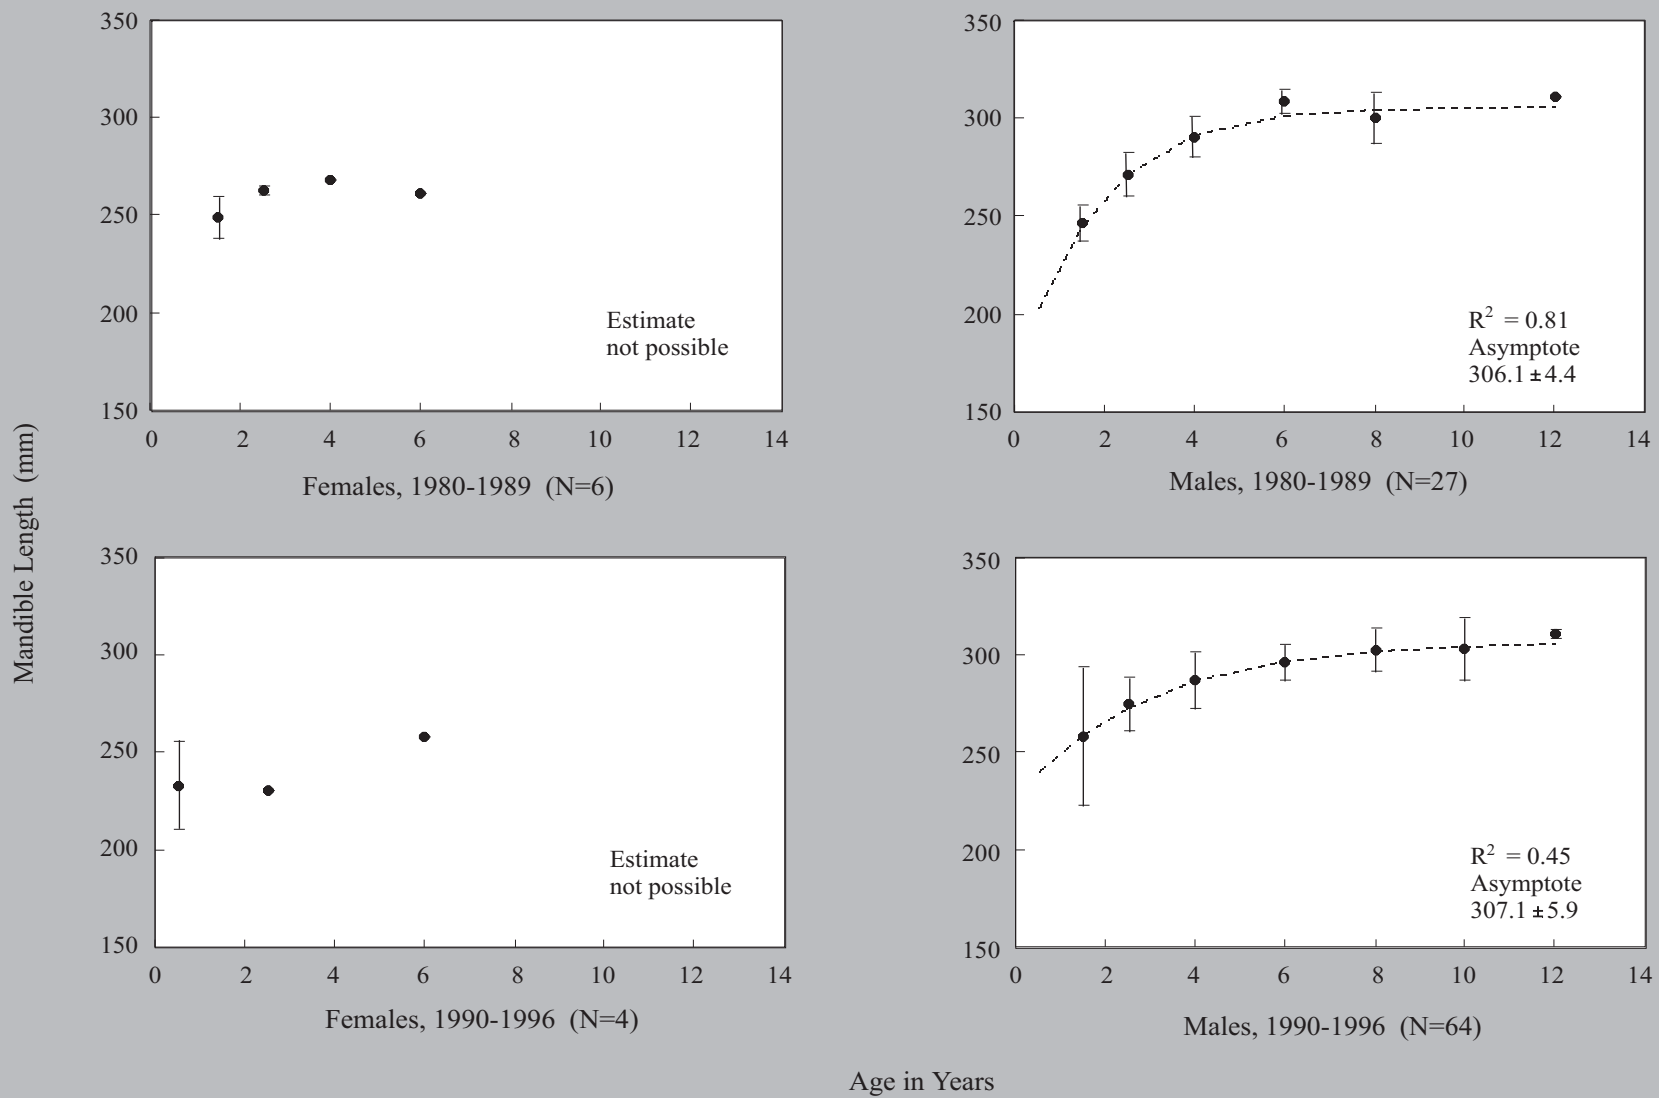 Mandible Length (mm)
350
300
250
200
150
0 2 4 6 8 10 12 14
Estimate
not possible
Females, 1980-1989 (N=6)
350
300
250
200
150
0 2 4 6 8 10 12 14
R² = 0.81
Asymptote
306.1 ±4.4
Males, 1980-1989 (N=27)
350
300
250
200
150
0 2 4 6 8 10 12 14
Estimate
not possible
Females, 1990-1996 (N=4)
350
300
250
200
150
0 2 4 6 8 10 12 14
R² = 0.45
Asymptote
307.1 ±5.9
Males, 1990-1996 (N=64)
Age in Years